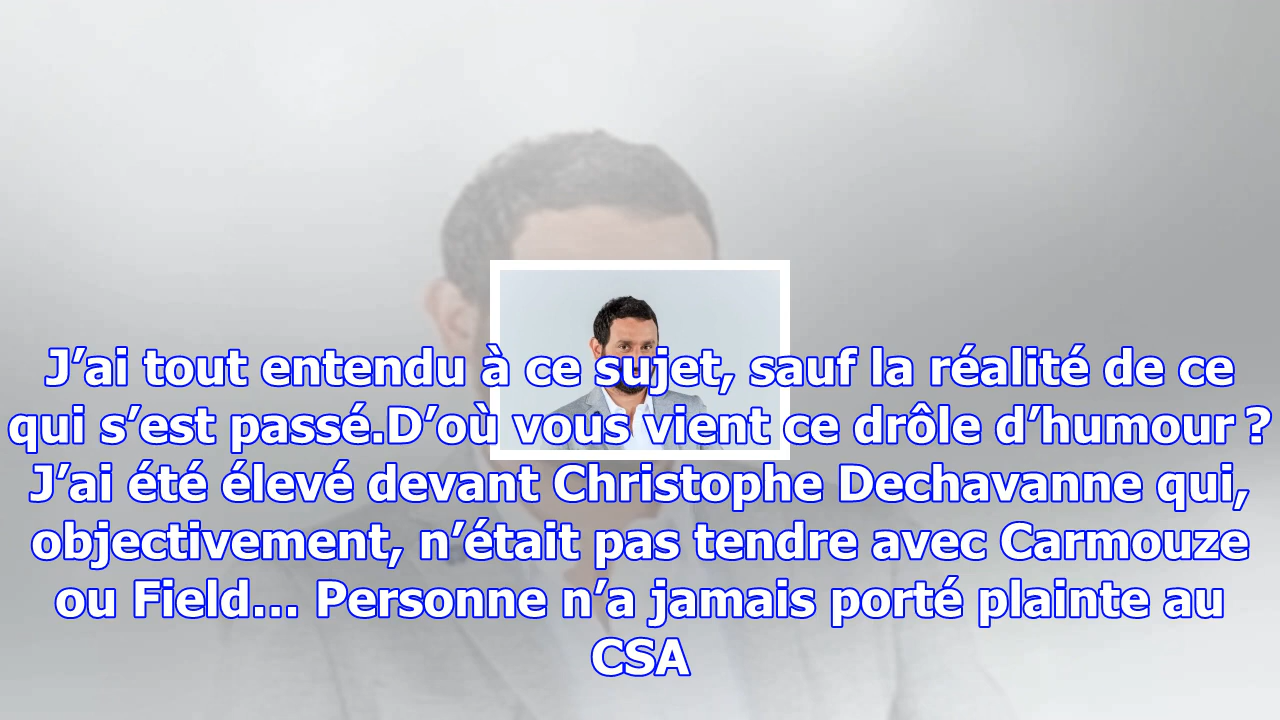 J’ai tout entendu à ce sujet, sauf la réalité de ce
qui s’est passé.D’où vous vient ce drôle d’humour ?
J’ai été élevé devant Christophe Dechavanne qui,
objectivement, n’était pas tendre avec Carmouze
ou Field... Personne n’a jamais porté plainte au
CSA